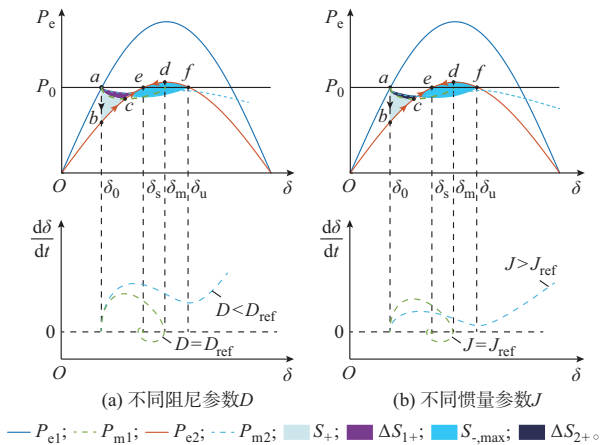 Pe Pe
P0 a b c e d f P0 a b c e d f
O δ0 δs δm δu δ O δ0 δs δm δu δ
dδ/dt dδ/dt
D<Dref J>Jref
0 D=Dref 0 J=Jref
δ δ
(a) 不同阻尼参数D (b) 不同惯量参数J
Pe1; Pm1; Pe2; Pm2; S+; ΔS1+; S-,max; ΔS2+。